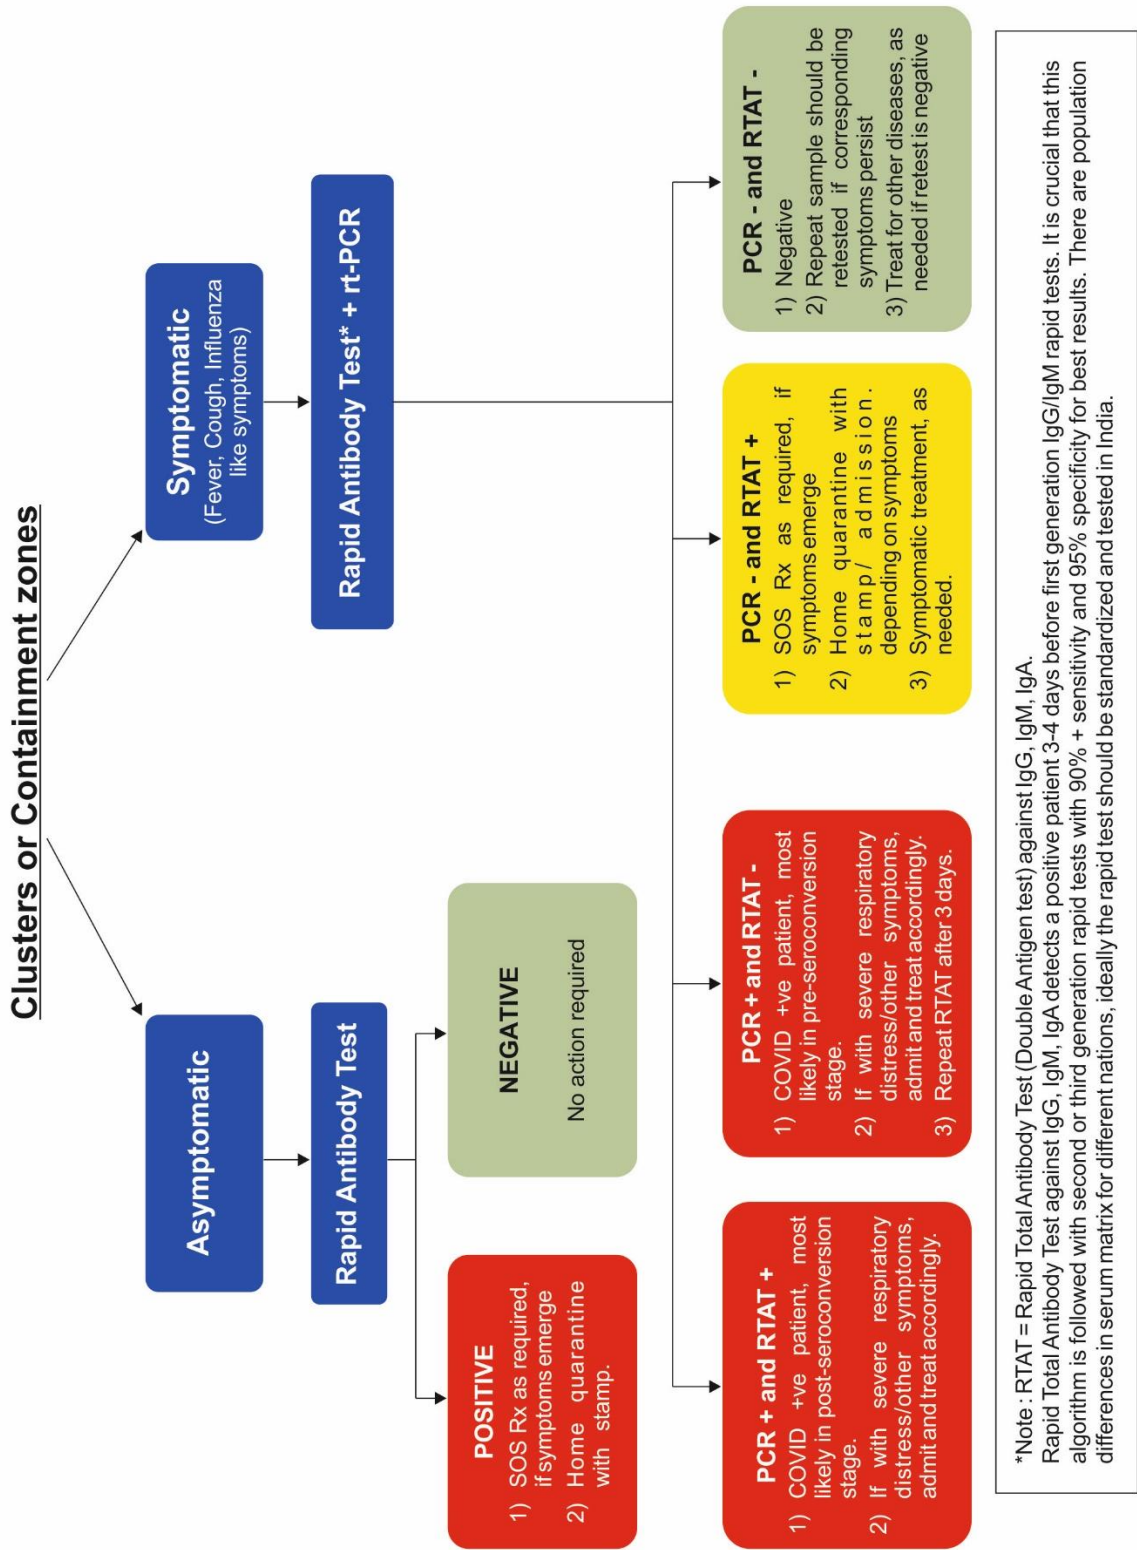 Clusters or Containment zones
Asymptomatic
Symptomatic
(Fever, Cough, Influenza
like symptoms)
Rapid Antibody Test
Rapid Antibody Test* + rt-PCR
POSITIVE
1) SOS Rx as required,
if symptoms emerge
2) Home quarantine
with stamp.
NEGATIVE
No action required
PCR + and RTAT +
1) COVID +ve patient, most
likely in post-seroconversion
stage.
2) If with severe respiratory
distress/other symptoms,
admit and treat accordingly.
PCR + and RTAT -
1) COVID +ve patient, most
likely in pre-seroconversion
stage.
2) If with severe respiratory
distress/other symptoms,
admit and treat accordingly.
3) Repeat RTAT after 3 days.
PCR - and RTAT +
1) SOS Rx as required, if
symptoms emerge
2) Home quarantine with
stamp/ admission.
depending on symptoms
3) Symptomatic treatment, as
needed.
PCR - and RTAT -
1) Negative
2) Repeat sample should be
retested if corresponding
symptoms persist
3) Treat for other diseases, as
needed if retest is negative
*Note : RTAT = Rapid Total Antibody Test (Double Antigen test) against IgG, IgM, IgA.
Rapid Total Antibody Test against IgG, IgM, IgA detects a positive patient 3-4 days before first generation IgG/IgM rapid tests. It is crucial that this
algorithm is followed with second or third generation rapid tests with 90% + sensitivity and 95% specificity for best results. There are population
differences in serum matrix for different nations, ideally the rapid test should be standardized and tested in India.